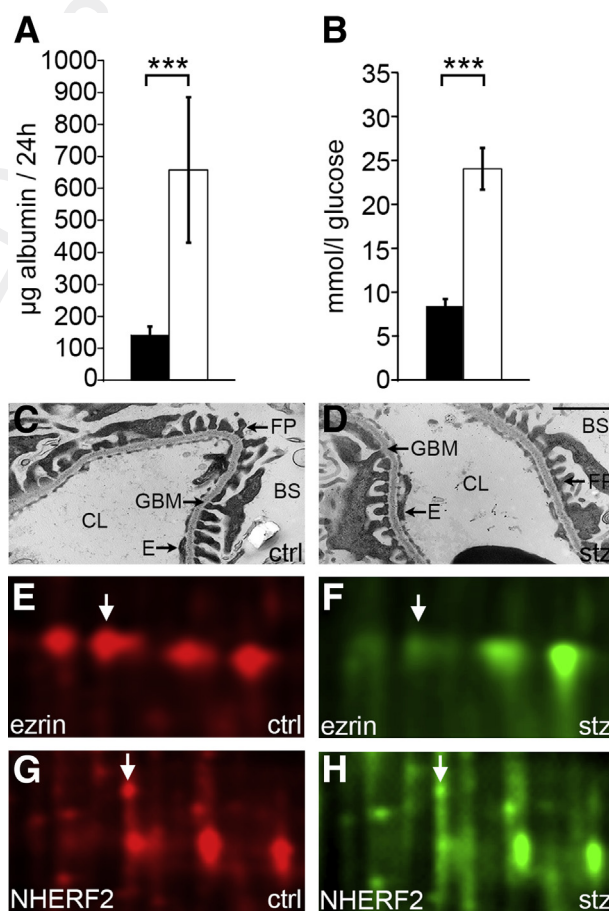 A
B
***
***
µg albumin / 24h
1000
900
800
700
600
500
400
300
200
100
0
mmol/l glucose
35
30
25
20
15
10
5
0
C
FP
GBM
BS
CL
E
ctrl
D
BS
GBM
CL
FP
E
stz
E
ezrin
ctrl
F
ezrin
stz
G
NHERF2
ctrl
H
NHERF2
stz